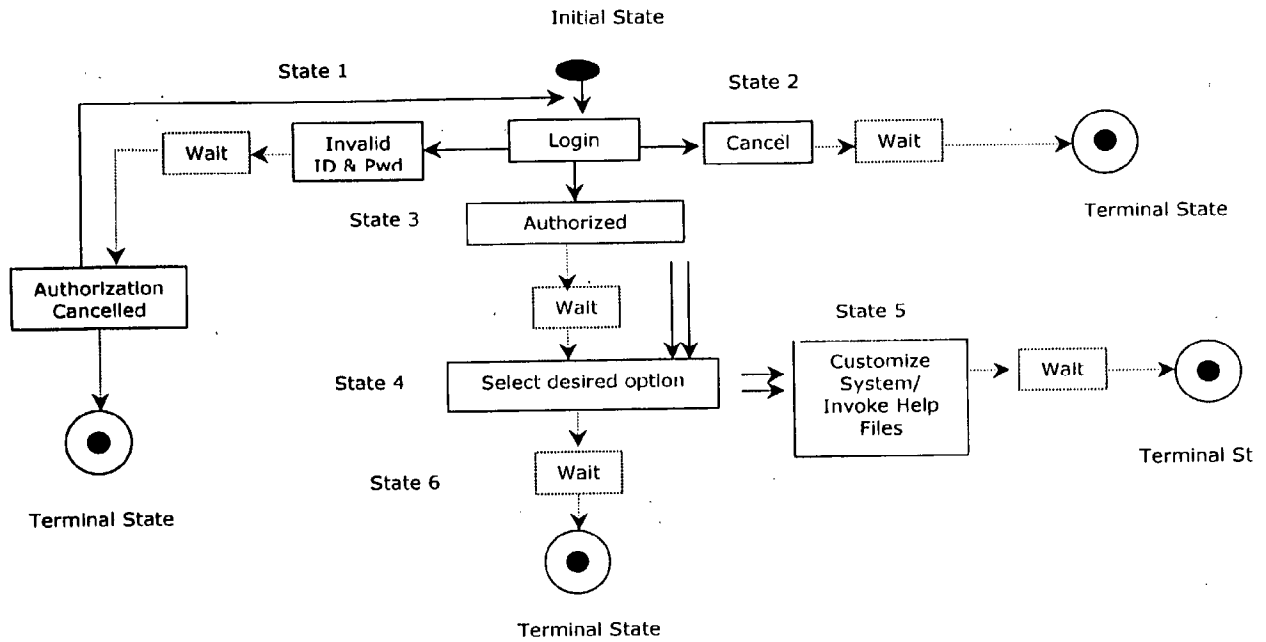 Initial State
State 1
State 2
Wait
Invalid
ID & Pwd
Login
Cancel
Wait
Terminal State
State 3
Authorized
Authorization
Cancelled
Wait
State 5
State 4
Select desired option
Customize
System/
Invoke Help
Files
Wait
Terminal St
State 6
Wait
Terminal State
Terminal State